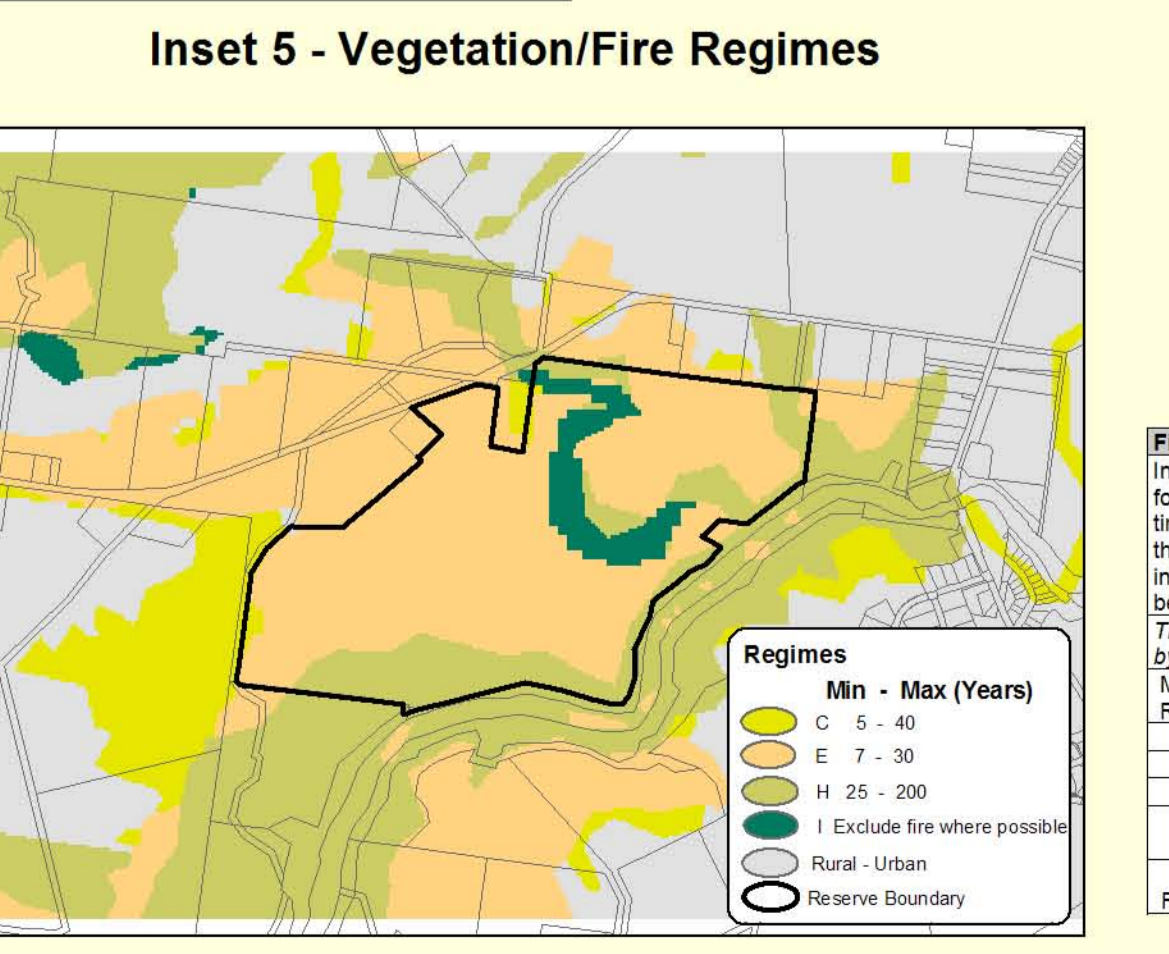 Inset 5 - Vegetation/Fire Regimes
Regimes
Min - Max (Years)
C 5 - 40
E 7 - 30
H 25 - 200
I Exclude fire where possible
Rural - Urban
Reserve Boundary